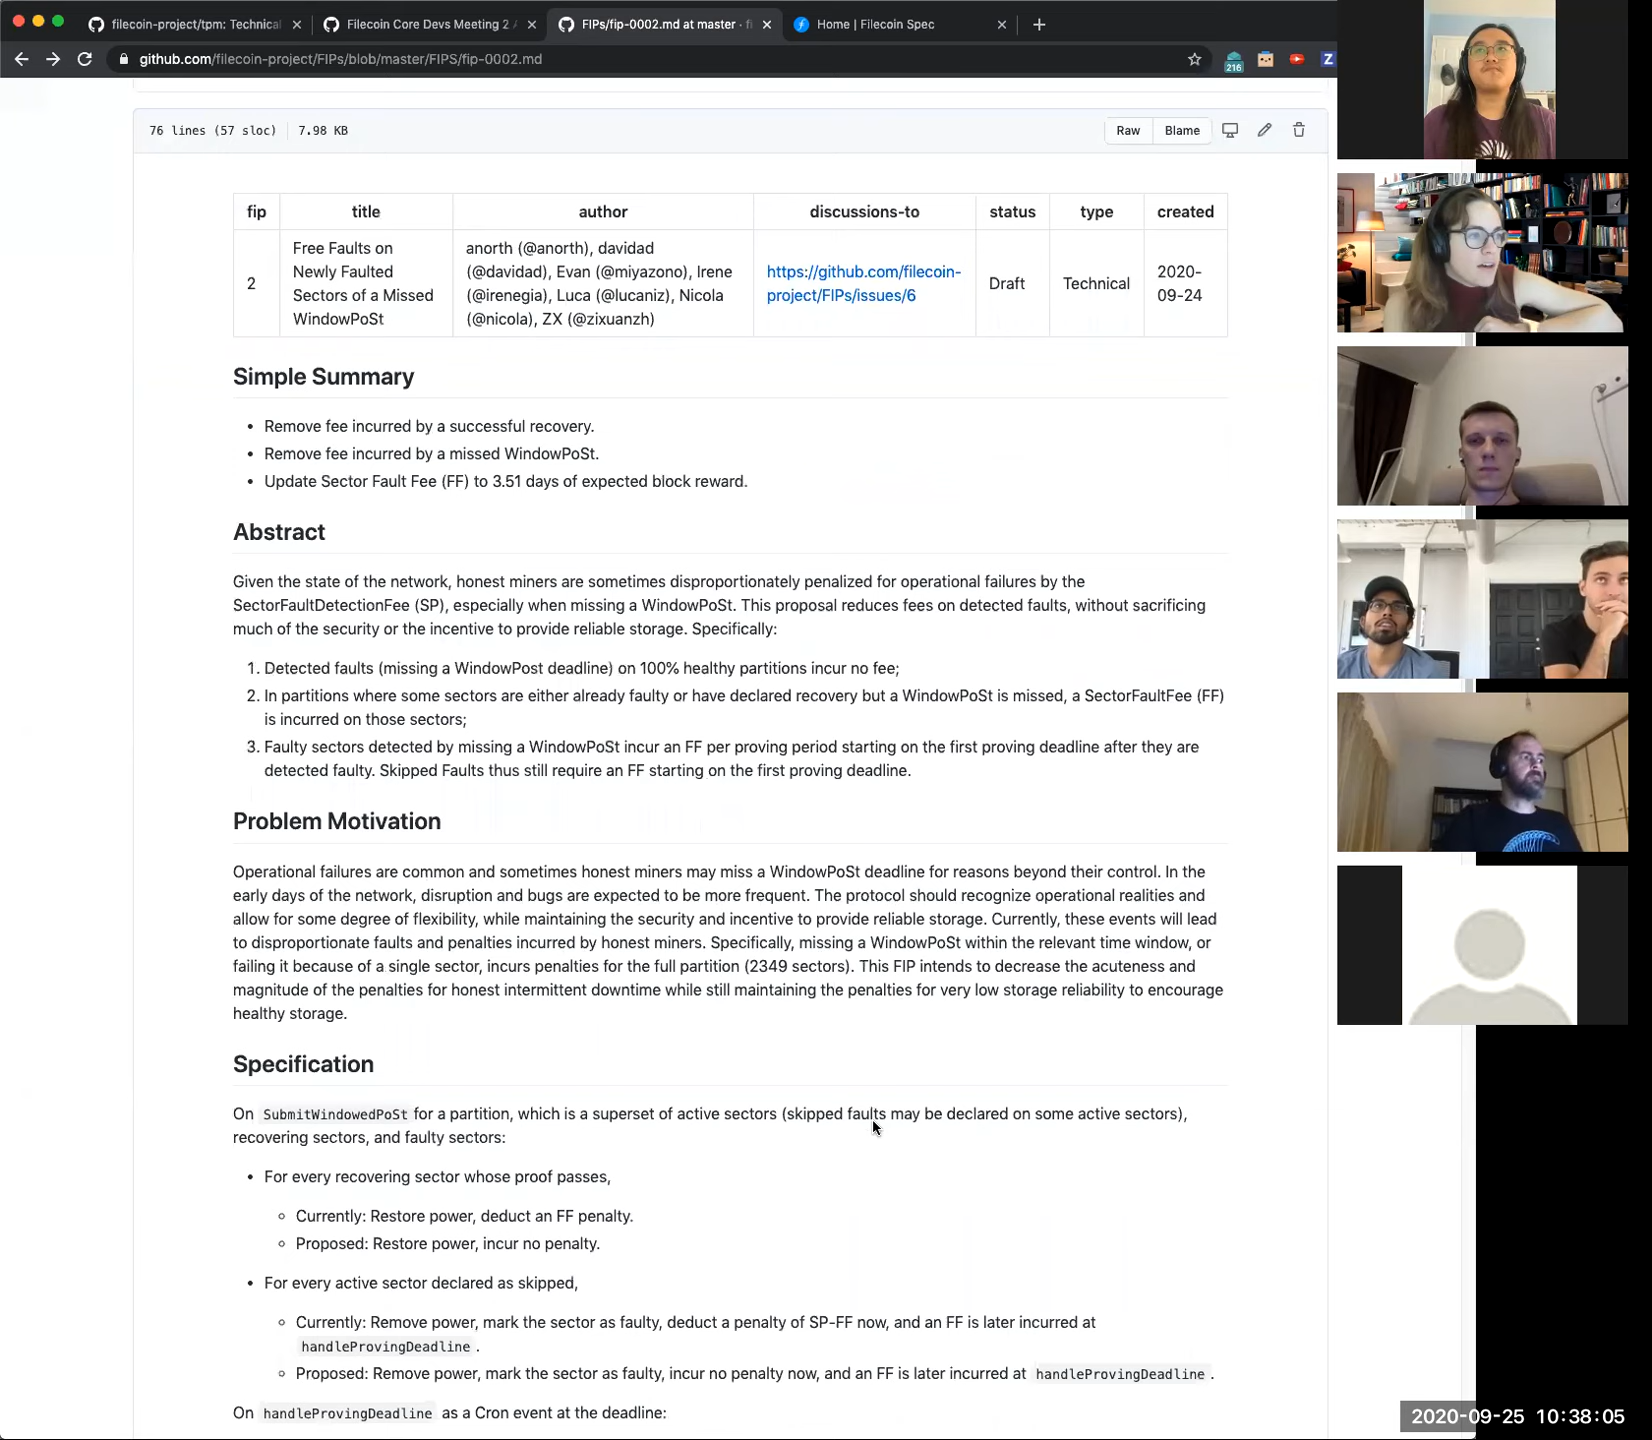 filecoin-project/tpm: Technical
Filecoin Core Devs Meeting 2
FIPs/fip-0002.md at master · fi
Home | Filecoin Spec
github.com/filecoin-project/FIPs/blob/master/FIPS/fip-0002.md
216
Z
76 lines (57 sloc) 7.98 KB
Raw Blame
fip title author discussions-to status type created
2
Free Faults on
Newly Faulted
Sectors of a Missed
WindowPoSt
anorth (@anorth), davidad
(@davidad), Evan (@miyazono), Irene
(@irenegia), Luca (@lucaniz), Nicola
(@nicola), ZX (@zixuanzh)
https://github.com/filecoin-
project/FIPs/issues/6
Draft
Technical
2020-
09-24
Simple Summary
• Remove fee incurred by a successful recovery.
• Remove fee incurred by a missed WindowPoSt.
• Update Sector Fault Fee (FF) to 3.51 days of expected block reward.
Abstract
Given the state of the network, honest miners are sometimes disproportionately penalized for operational failures by the
SectorFaultDetectionFee (SP), especially when missing a WindowPoSt. This proposal reduces fees on detected faults, without sacrificing
much of the security or the incentive to provide reliable storage. Specifically:
1. Detected faults (missing a WindowPost deadline) on 100% healthy partitions incur no fee;
2. In partitions where some sectors are either already faulty or have declared recovery but a WindowPoSt is missed, a SectorFaultFee (FF)
is incurred on those sectors;
3. Faulty sectors detected by missing a WindowPoSt incur an FF per proving period starting on the first proving deadline after they are
detected faulty. Skipped Faults thus still require an FF starting on the first proving deadline.
Problem Motivation
Operational failures are common and sometimes honest miners may miss a WindowPoSt deadline for reasons beyond their control. In the
early days of the network, disruption and bugs are expected to be more frequent. The protocol should recognize operational realities and
allow for some degree of flexibility, while maintaining the security and incentive to provide reliable storage. Currently, these events will lead
to disproportionate faults and penalties incurred by honest miners. Specifically, missing a WindowPoSt within the relevant time window, or
failing it because of a single sector, incurs penalties for the full partition (2349 sectors). This FIP intends to decrease the acuteness and
magnitude of the penalties for honest intermittent downtime while still maintaining the penalties for very low storage reliability to encourage
healthy storage.
Specification
On SubmitWindowedPoSt for a partition, which is a superset of active sectors (skipped faults may be declared on some active sectors),
recovering sectors, and faulty sectors:
• For every recovering sector whose proof passes,
◦ Currently: Restore power, deduct an FF penalty.
◦ Proposed: Restore power, incur no penalty.
• For every active sector declared as skipped,
◦ Currently: Remove power, mark the sector as faulty, deduct a penalty of SP-FF now, and an FF is later incurred at
handleProvingDeadline .
◦ Proposed: Remove power, mark the sector as faulty, incur no penalty now, and an FF is later incurred at handleProvingDeadline .
On handleProvingDeadline as a Cron event at the deadline:
2020-09-25 10:38:05